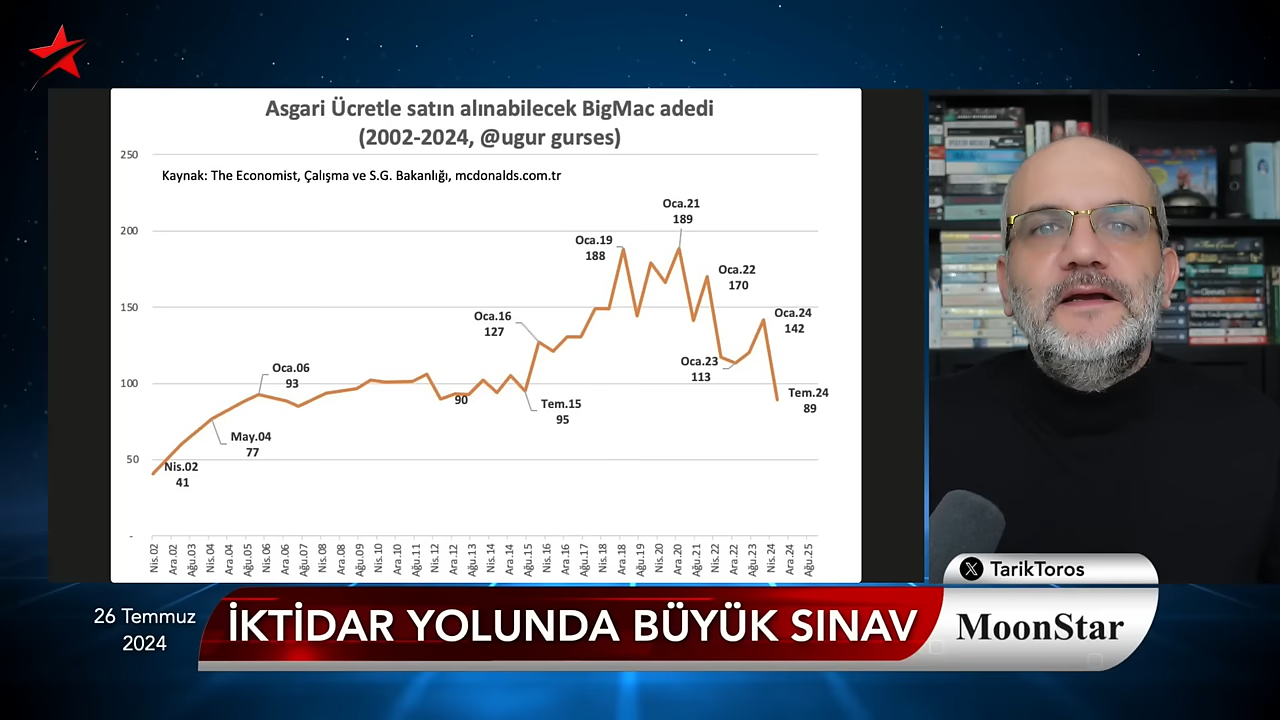 Asgari Ücretle satın alınabilecek BigMac adedi
(2002-2024, @ugur gurses)
Kaynak: The Economist, Çalışma ve S.G. Bakanlığı, mcdonalds.com.tr
250
200
150
100
50
-
Nis.02
41
May.04
77
Oca.06
93
90
Tem.15
95
Oca.16
127
Oca.19
188
Oca.21
189
Oca.22
170
Oca.23
113
Oca.24
142
Tem.24
89
Nis.02
Ara.02
Ağu.03
Nis.04
Ara.04
Ağu.05
Nis.06
Ara.06
Ağu.07
Nis.08
Ara.08
Ağu.09
Nis.10
Ara.10
Ağu.11
Nis.12
Ara.12
Ağu.13
Nis.14
Ara.14
Ağu.15
Nis.16
Ara.16
Ağu.17
Nis.18
Ara.18
Ağu.19
Nis.20
Ara.20
Ağu.21
Nis.22
Ara.22
Ağu.23
Nis.24
Ara.24
Ağu.25
TarikToros
26 Temmuz
2024
İKTİDAR YOLUNDA BÜYÜK SINAV
MoonStar